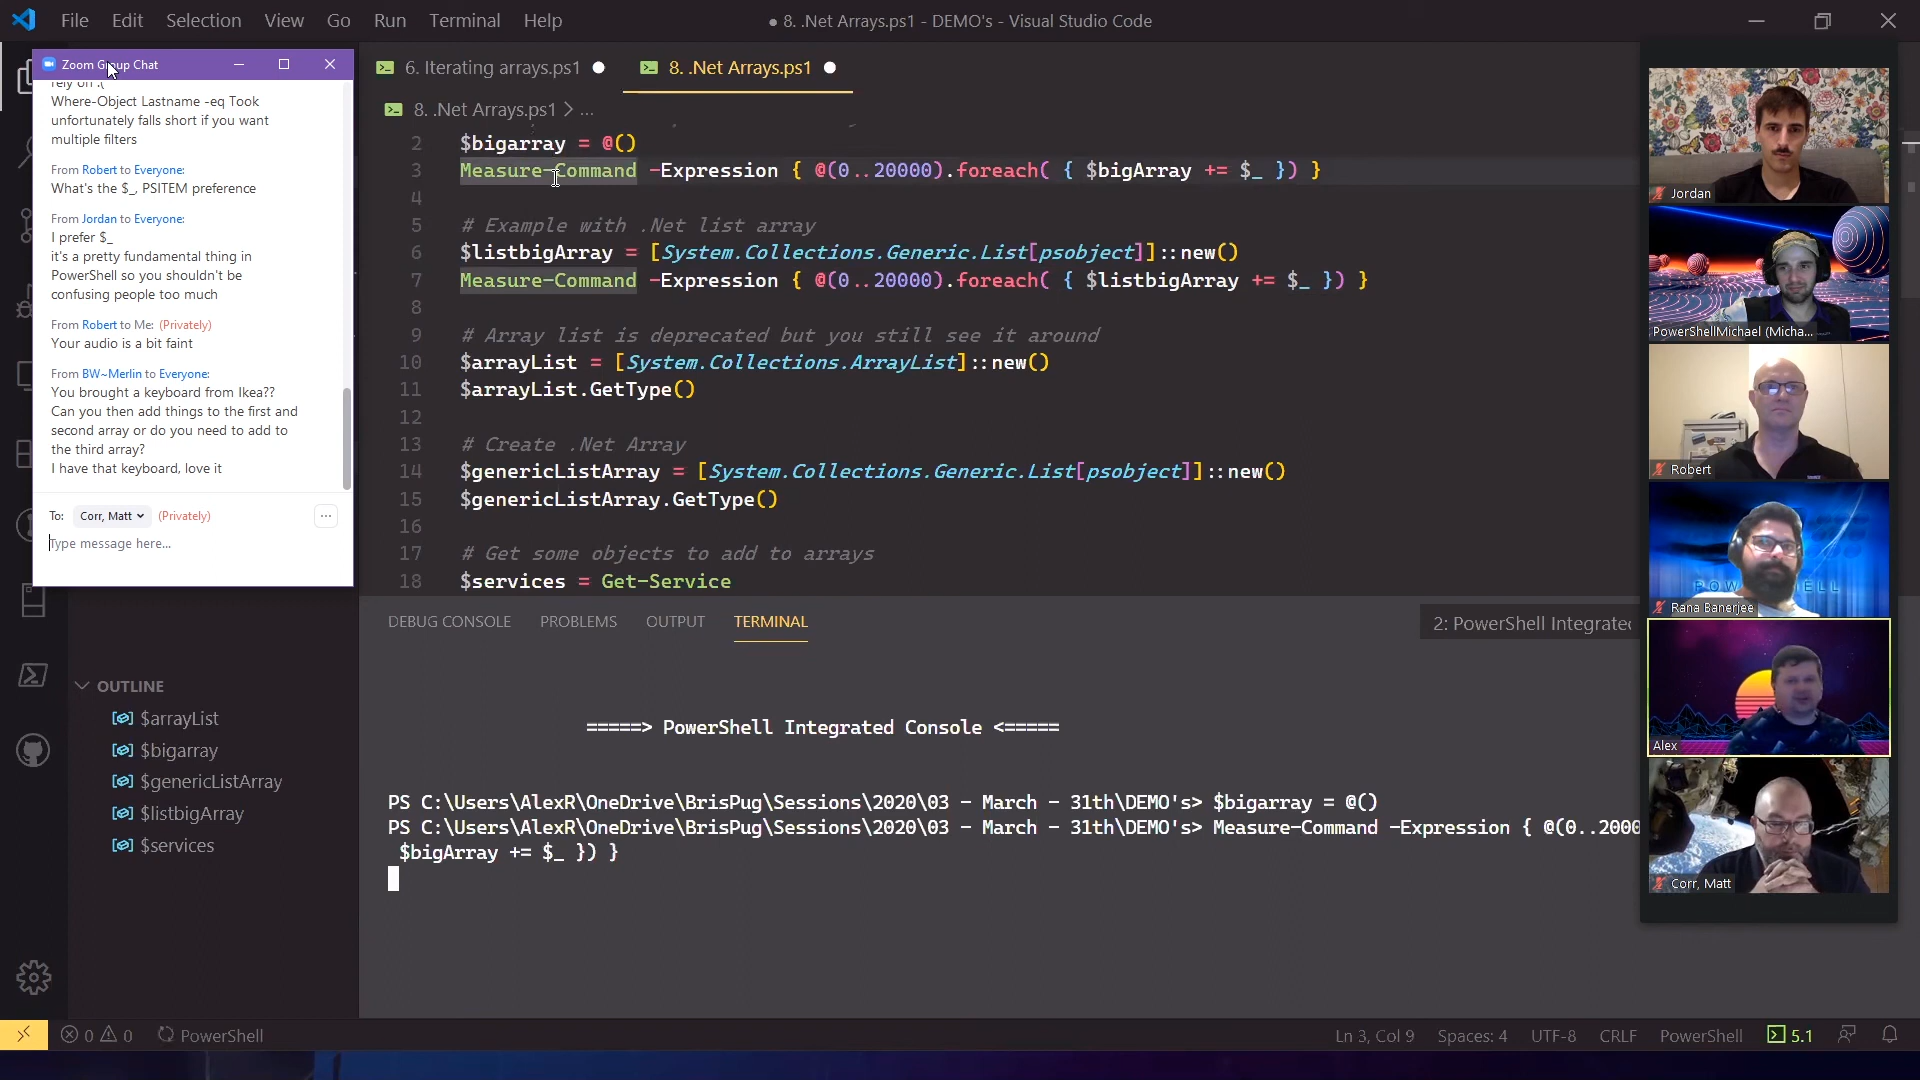 File Edit Selection View Go Run Terminal Help
● 8. .Net Arrays.ps1 - DEMO's - Visual Studio Code
Zoom Group Chat
rely on :(
Where-Object Lastname -eq Took
unfortunately falls short if you want
multiple filters
From Robert to Everyone:
What's the $_, PSITEM preference
From Jordan to Everyone:
I prefer $_
it's a pretty fundamental thing in
PowerShell so you shouldn't be
confusing people too much
From Robert to Me: (Privately)
Your audio is a bit faint
From BW~Merlin to Everyone:
You brought a keyboard from Ikea??
Can you then add things to the first and
second array or do you need to add to
the third array?
I have that keyboard, love it
To: Corr, Matt (Privately)
Type message here...
OUTLINE
$arrayList
$bigarray
$genericListArray
$listbigArray
$services
6. Iterating arrays.ps1 ●
8. .Net Arrays.ps1 ●
8. .Net Arrays.ps1 > ...
2 $bigarray = @()
3 Measure-Command -Expression { @(0..20000).foreach( { $bigArray += $_ }) }
4
5 # Example with .Net list array
6 $listbigArray = [System.Collections.Generic.List[psobject]]::new()
7 Measure-Command -Expression { @(0..20000).foreach( { $listbigArray += $_ }) }
8
9 # Array list is deprecated but you still see it around
10 $arrayList = [System.Collections.ArrayList]::new()
11 $arrayList.GetType()
12
13 # Create .Net Array
14 $genericListArray = [System.Collections.Generic.List[psobject]]::new()
15 $genericListArray.GetType()
16
17 # Get some objects to add to arrays
18 $services = Get-Service
DEBUG CONSOLE PROBLEMS OUTPUT TERMINAL
2: PowerShell Integrated
=====> PowerShell Integrated Console <=====
PS C:\Users\AlexR\OneDrive\BrisPug\Sessions\2020\03 - March - 31th\DEMO's> $bigarray = @()
PS C:\Users\AlexR\OneDrive\BrisPug\Sessions\2020\03 - March - 31th\DEMO's> Measure-Command -Expression { @(0..2000
$bigArray += $_ }) }
Jordan
PowerShellMichael (Micha...
Robert
POW ELL
Rana Banerjee
Alex
Corr, Matt
0 0 PowerShell
Ln 3, Col 9 Spaces: 4 UTF-8 CRLF PowerShell 5.1